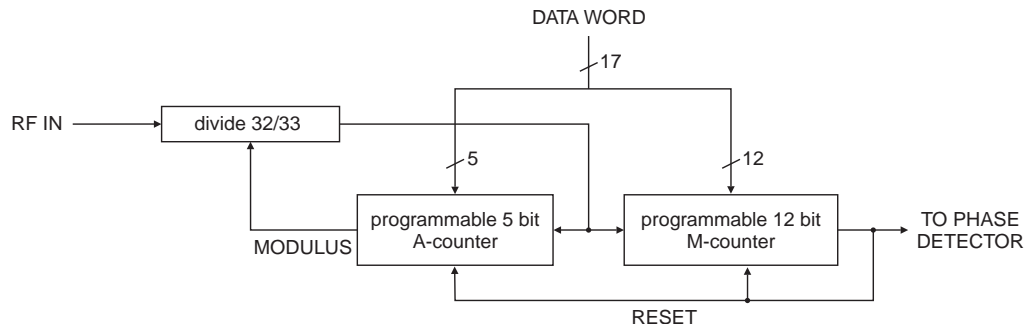 DATA WORD
17
RF IN
divide 32/33
5
12
programmable 5 bit
A-counter
programmable 12 bit
M-counter
TO PHASE
DETECTOR
MODULUS
RESET